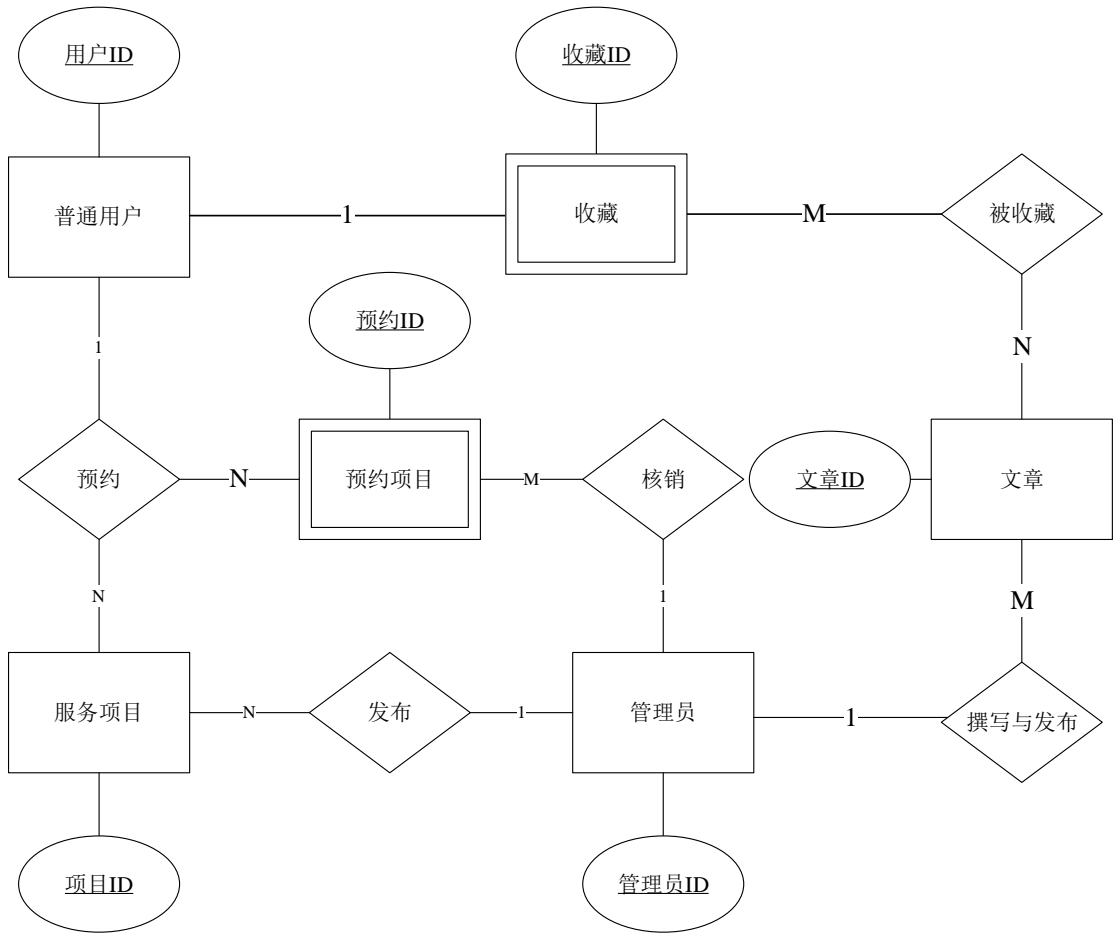 用户ID
收藏ID
普通用户
1
收藏
M
被收藏
预约ID
1
N
预约
N
预约项目
M
核销
文章ID
文章
N
1
M
服务项目
N
发布
1
管理员
1
撰写与发布
项目ID
管理员ID